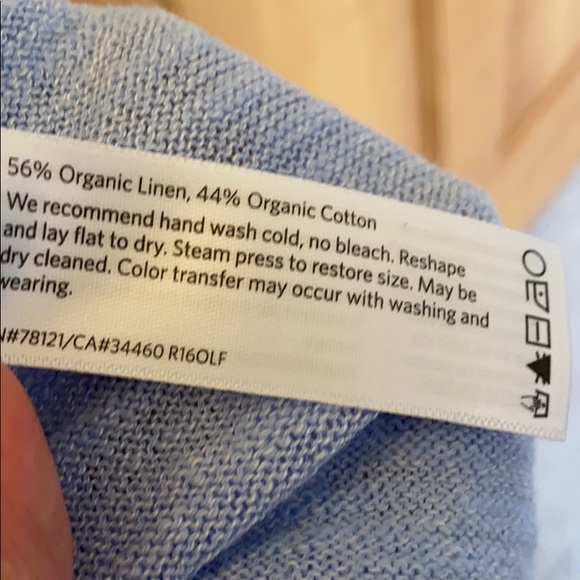 56% Organic Linen, 44% Organic Cotton
We recommend hand wash cold, no bleach. Reshape
and lay flat to dry. Steam press to restore size. May be
dry cleaned. Color transfer may occur with washing and
wearing.
#78121/CA#34460 R16OLF